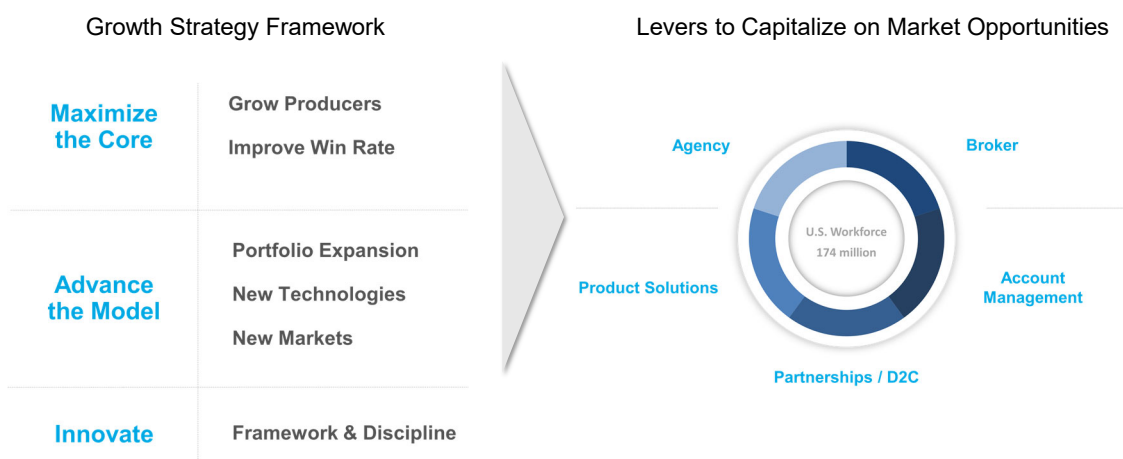 Growth Strategy Framework
Maximize
the Core
Grow Producers
Improve Win Rate
Advance
the Model
Portfolio Expansion
New Technologies
New Markets
Innovate
Framework & Discipline
Levers to Capitalize on Market Opportunities
Agency
Broker
U.S. Workforce
174 million
Product Solutions
Account
Management
Partnerships / D2C